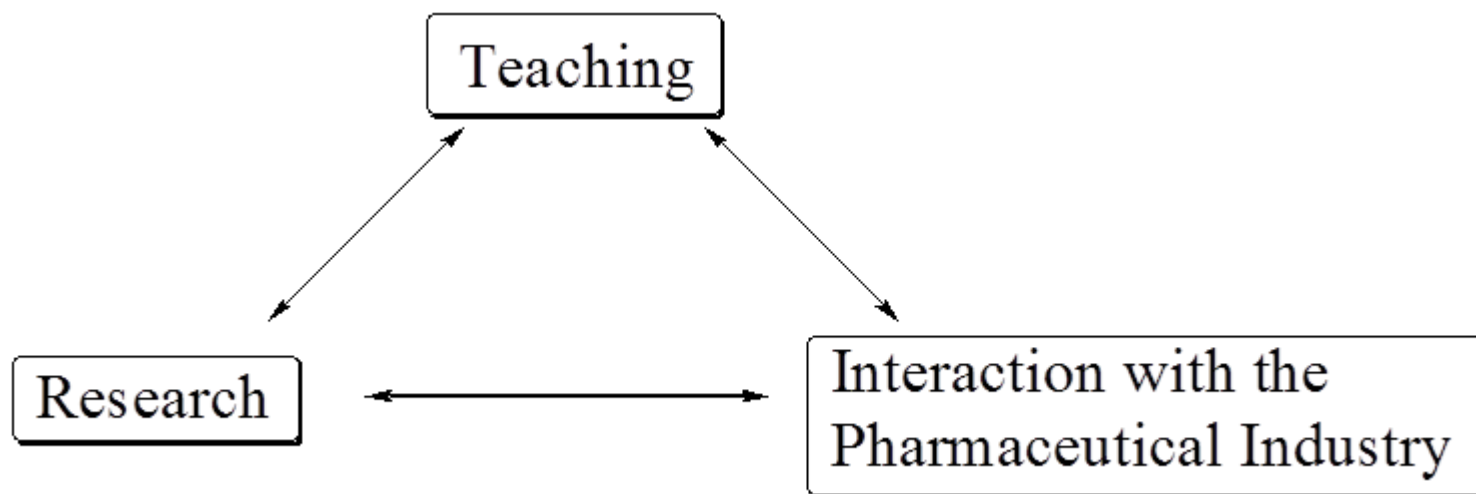 Teaching
Research
Interaction with the
Pharmaceutical Industry